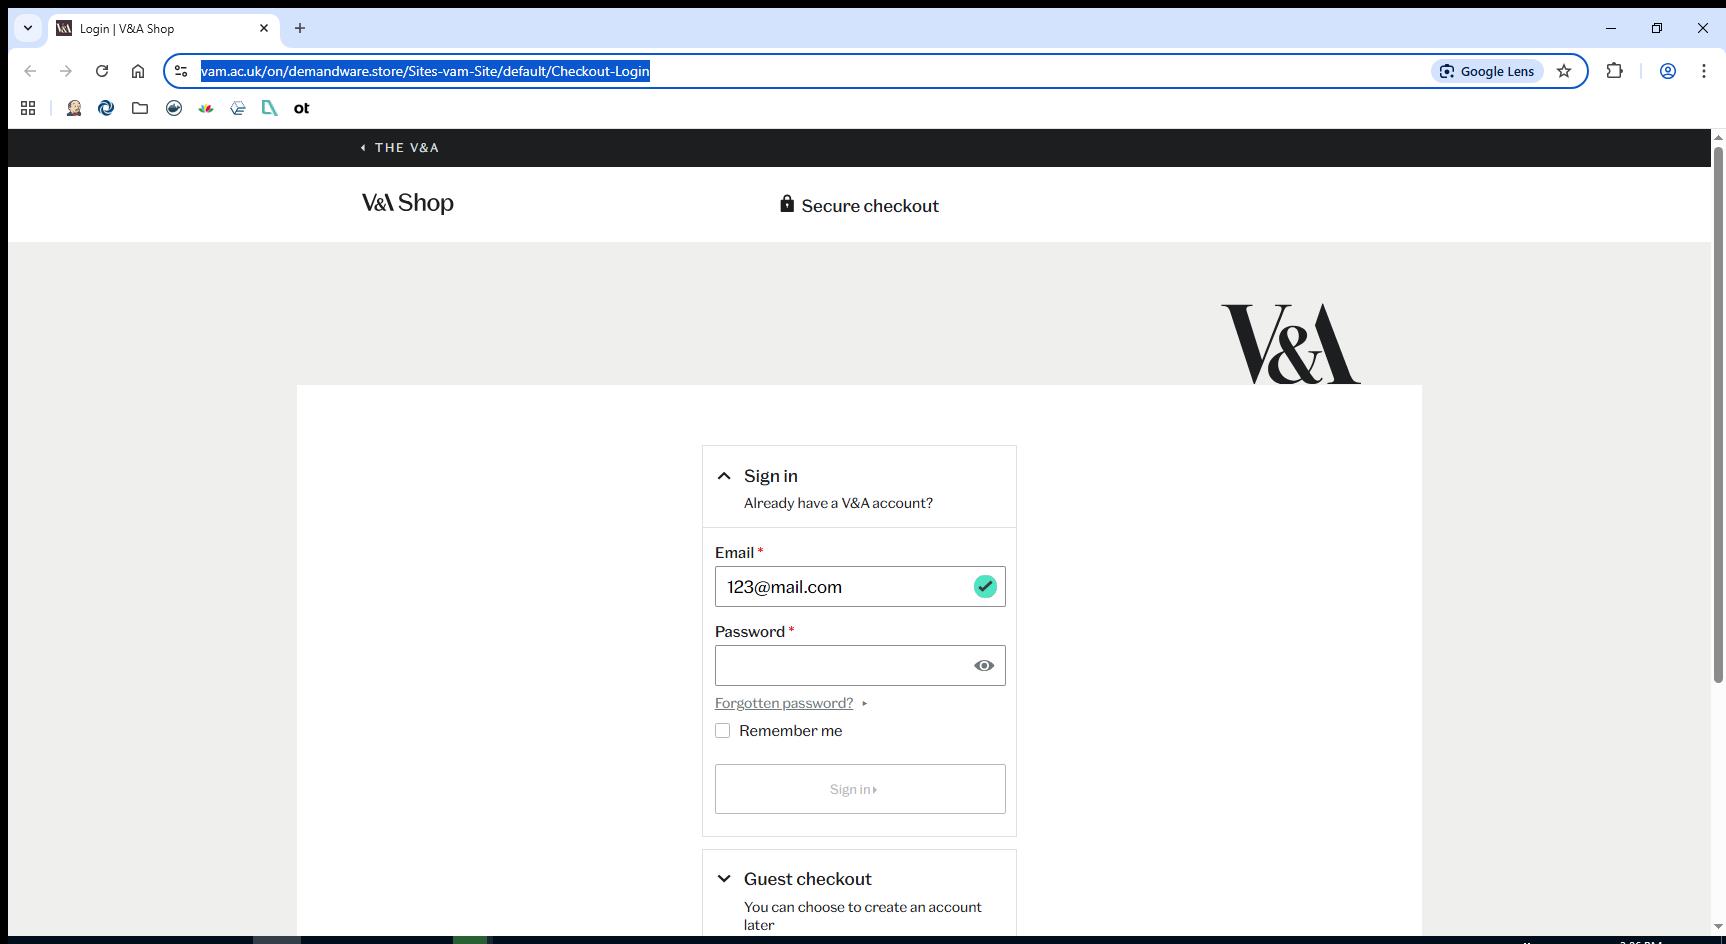 Login | V&A Shop
vam.ac.uk/on/demandware.store/Sites-vam-Site/default/Checkout-Login
Google Lens
ot
THE V&A
V&A Shop
Secure checkout
V&A
Sign in
Already have a V&A account?
Email *
123@mail.com
Password *
Forgotten password?
Remember me
Sign in
Guest checkout
You can choose to create an account
later